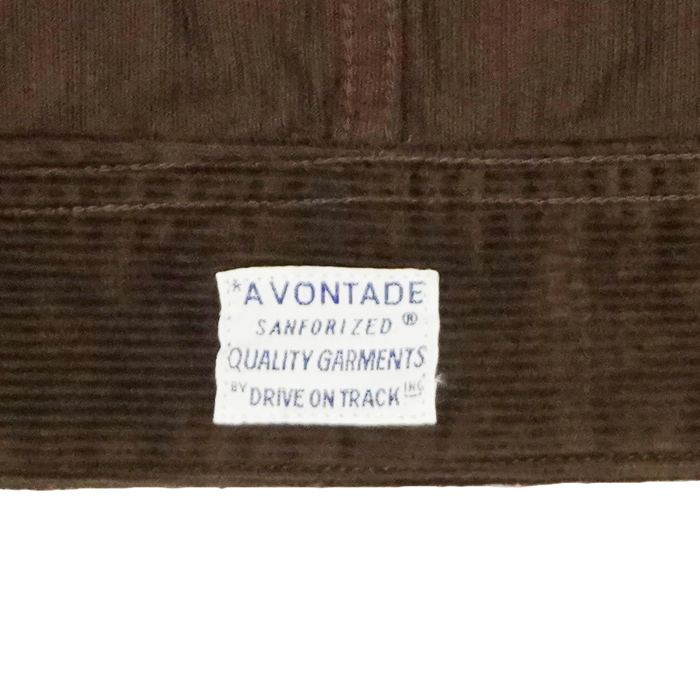 *A VONTADE
SANFORIZED ®
QUALITY GARMENTS
BY DRIVE ON TRACK INC